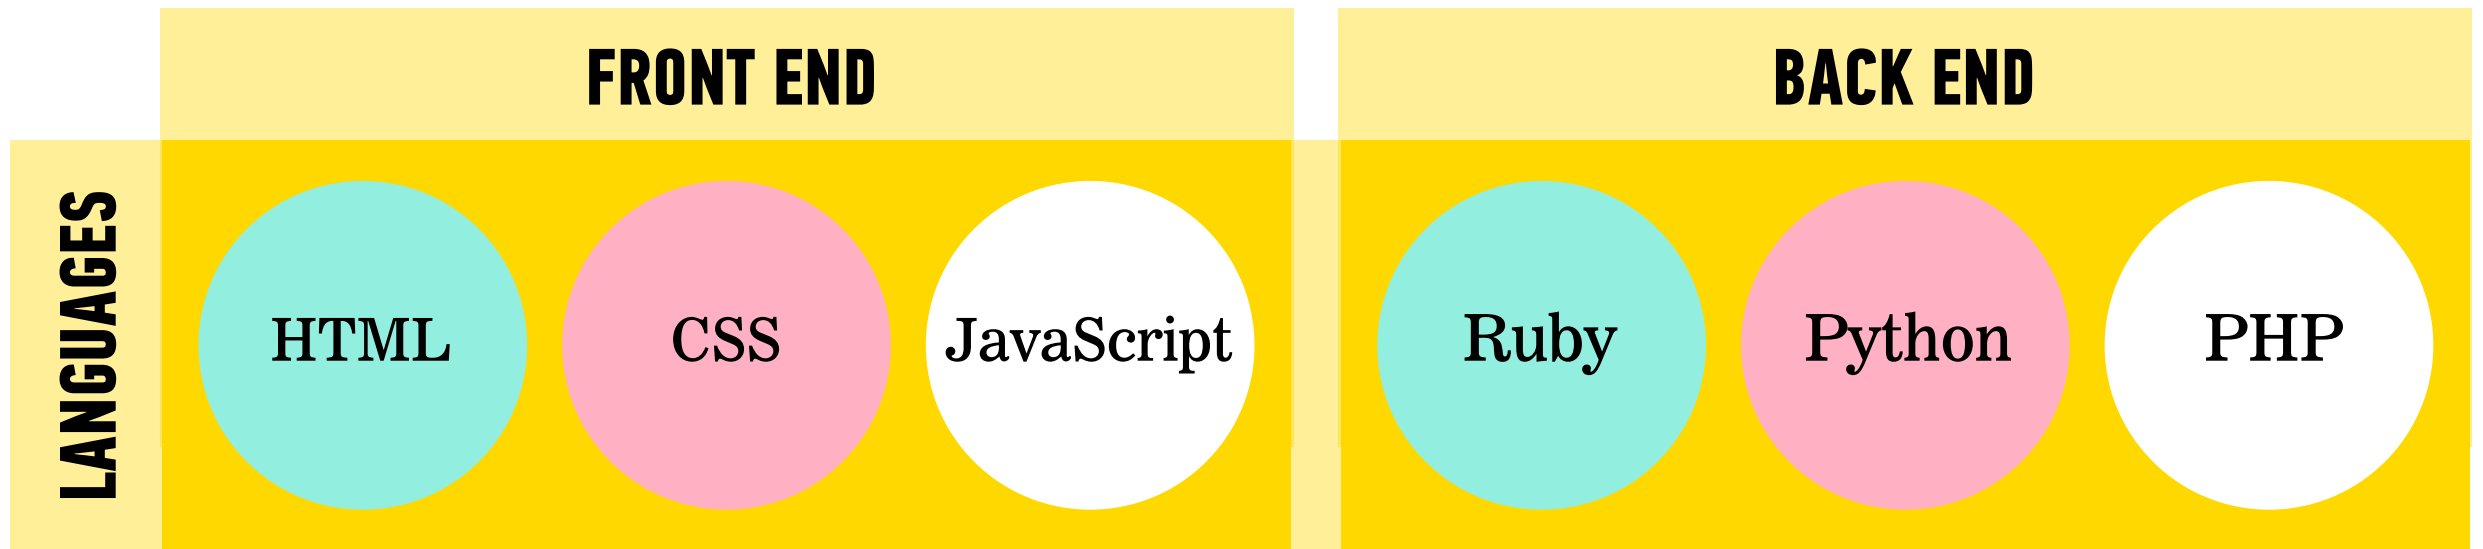 FRONT END
BACK END
LANGUAGES
HTML
CSS
JavaScript
Ruby
Python
PHP